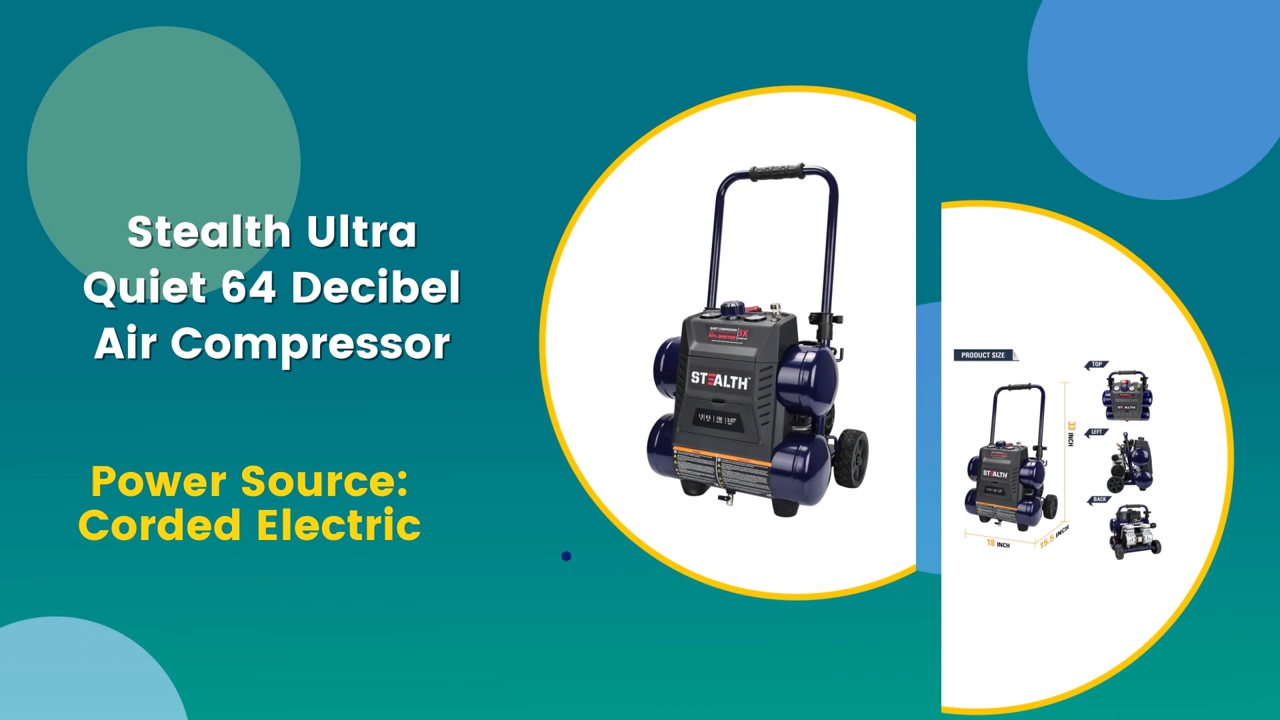 Stealth Ultra
Quiet 64 Decibel
Air Compressor
Power Source:
Corded Electric
STEALTH
PRODUCT SIZE
TOP
LEFT
BACK
STEALTH
33 INCH
18 INCH
15.5 INCH